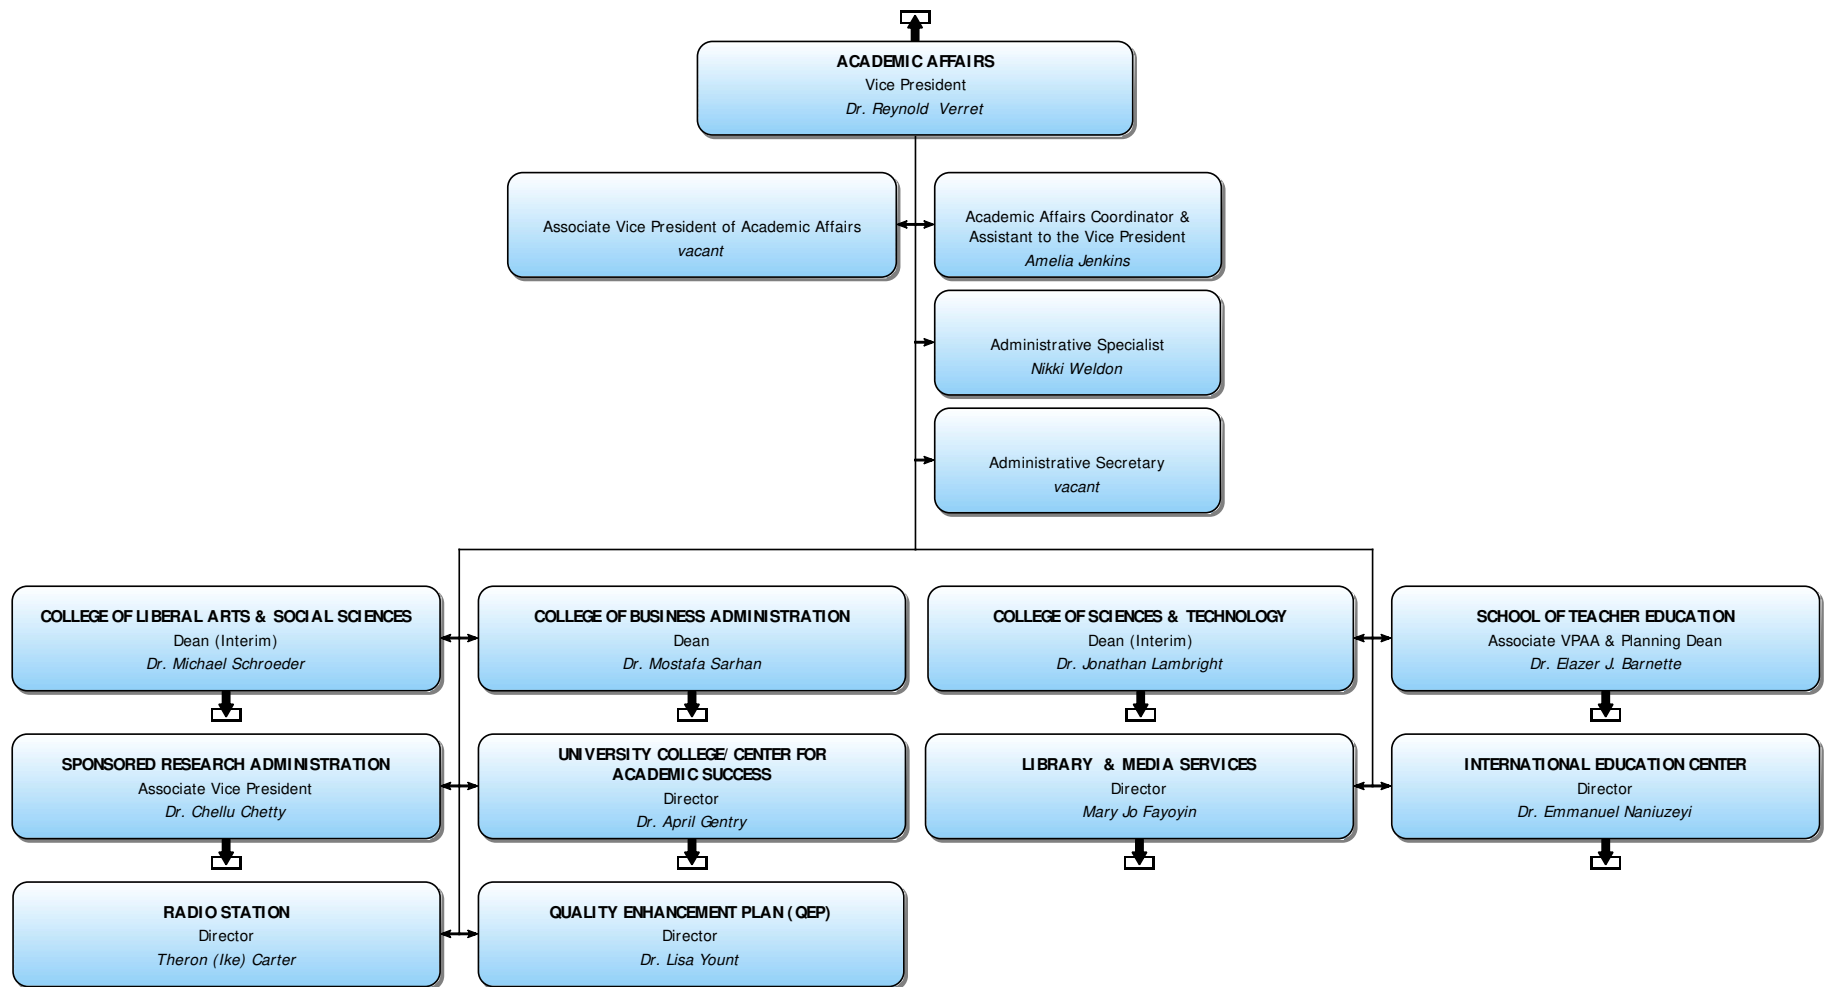 ACADEMIC AFFAIRS
Vice President
Dr. Reynold Verret
Associate Vice President of Academic Affairs
vacant
Academic Affairs Coordinator &
Assistant to the Vice President
Amelia Jenkins
Administrative Specialist
Nikki Weldon
Administrative Secretary
vacant
COLLEGE OF LIBERAL ARTS & SOCIAL SCIENCES
Dean (Interim)
Dr. Michael Schroeder
COLLEGE OF BUSINESS ADMINISTRATION
Dean
Dr. Mostafa Sarhan
COLLEGE OF SCIENCES & TECHNOLOGY
Dean (Interim)
Dr. Jonathan Lambright
SCHOOL OF TEACHER EDUCATION
Associate VPAA & Planning Dean
Dr. Elazer J. Barnette
SPONSORED RESEARCH ADMINISTRATION
Associate Vice President
Dr. Chellu Chetty
UNIVERSITY COLLEGE/ CENTER FOR
ACADEMIC SUCCESS
Director
Dr. April Gentry
LIBRARY & MEDIA SERVICES
Director
Mary Jo Fayoyin
INTERNATIONAL EDUCATION CENTER
Director
Dr. Emmanuel Naniuzeyi
RADIO STATION
Director
Theron (Ike) Carter
QUALITY ENHANCEMENT PLAN (QEP)
Director
Dr. Lisa Yount